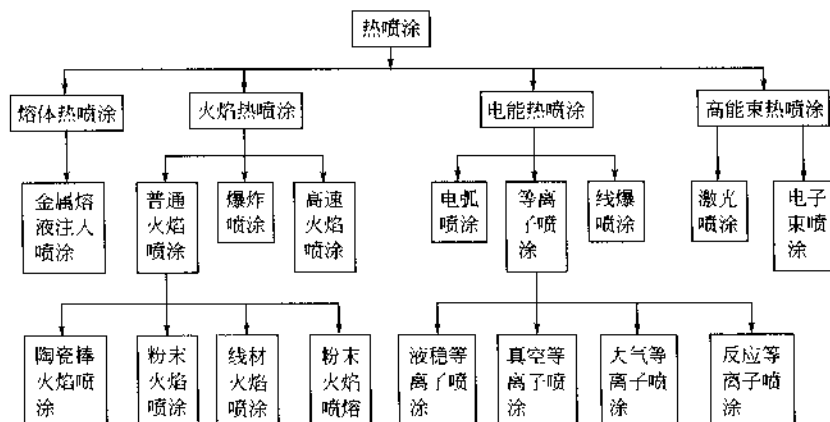 热喷涂
熔体热喷涂
火焰热喷涂
电能热喷涂
高能束热喷涂
金属熔
液注入
喷涂
普通
火焰
喷涂
爆炸
喷涂
高速
火焰
喷涂
电弧
喷涂
等离
子喷
涂
线爆
喷涂
激光
喷涂
电子
束喷
涂
陶瓷棒
火焰喷
涂
粉末
火焰
喷涂
线材
火焰
喷涂
粉末
火焰
喷熔
液稳等
离子喷
涂
真空等
离子喷
涂
大气等
离子喷
涂
反应等
离子喷
涂